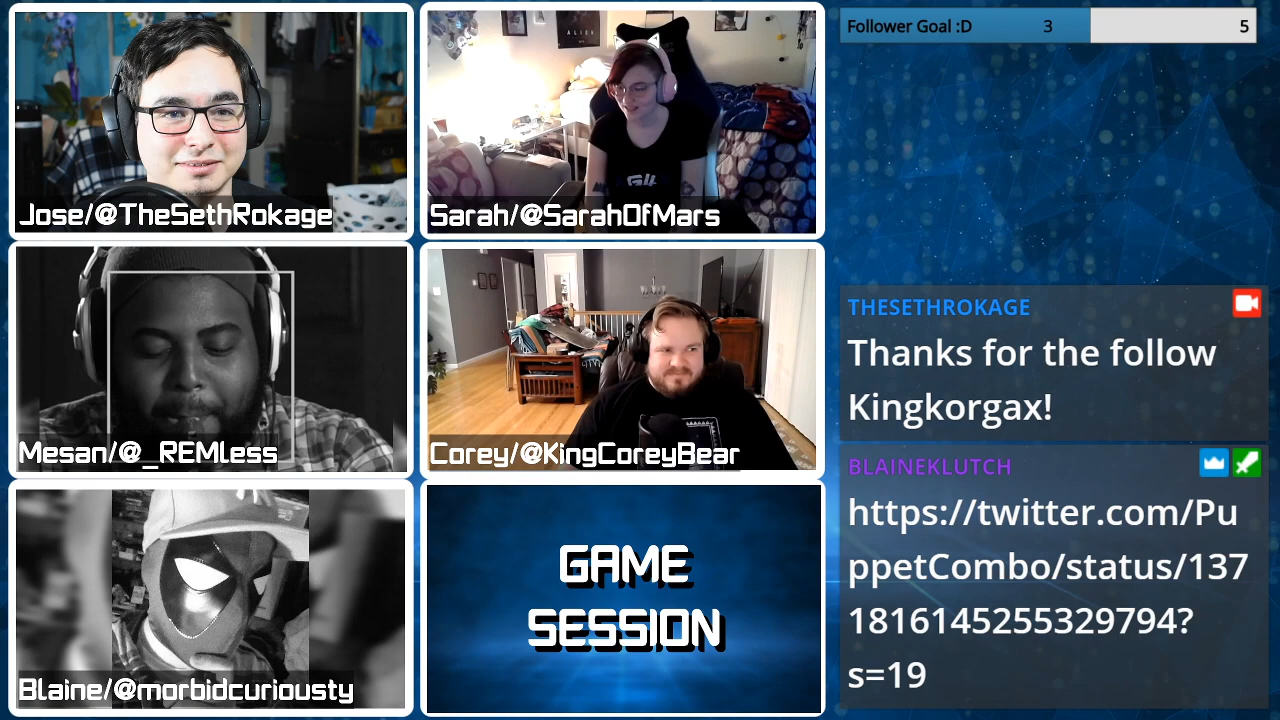 Follower Goal :D 3 5
ALIEN
Jose/@TheSethRokage
Sarah/@SarahOfMars
THESETHROKAGE
Thanks for the follow
Kingkorgax!
Mesan/@_REMLess
Corey/@KingCoreyBear
BLAINEKLUTCH
https://twitter.com/Pu
ppetCombo/status/137
1816145255329794?
s=19
Blaine/@morbidcuriousty
GAME
SESSION